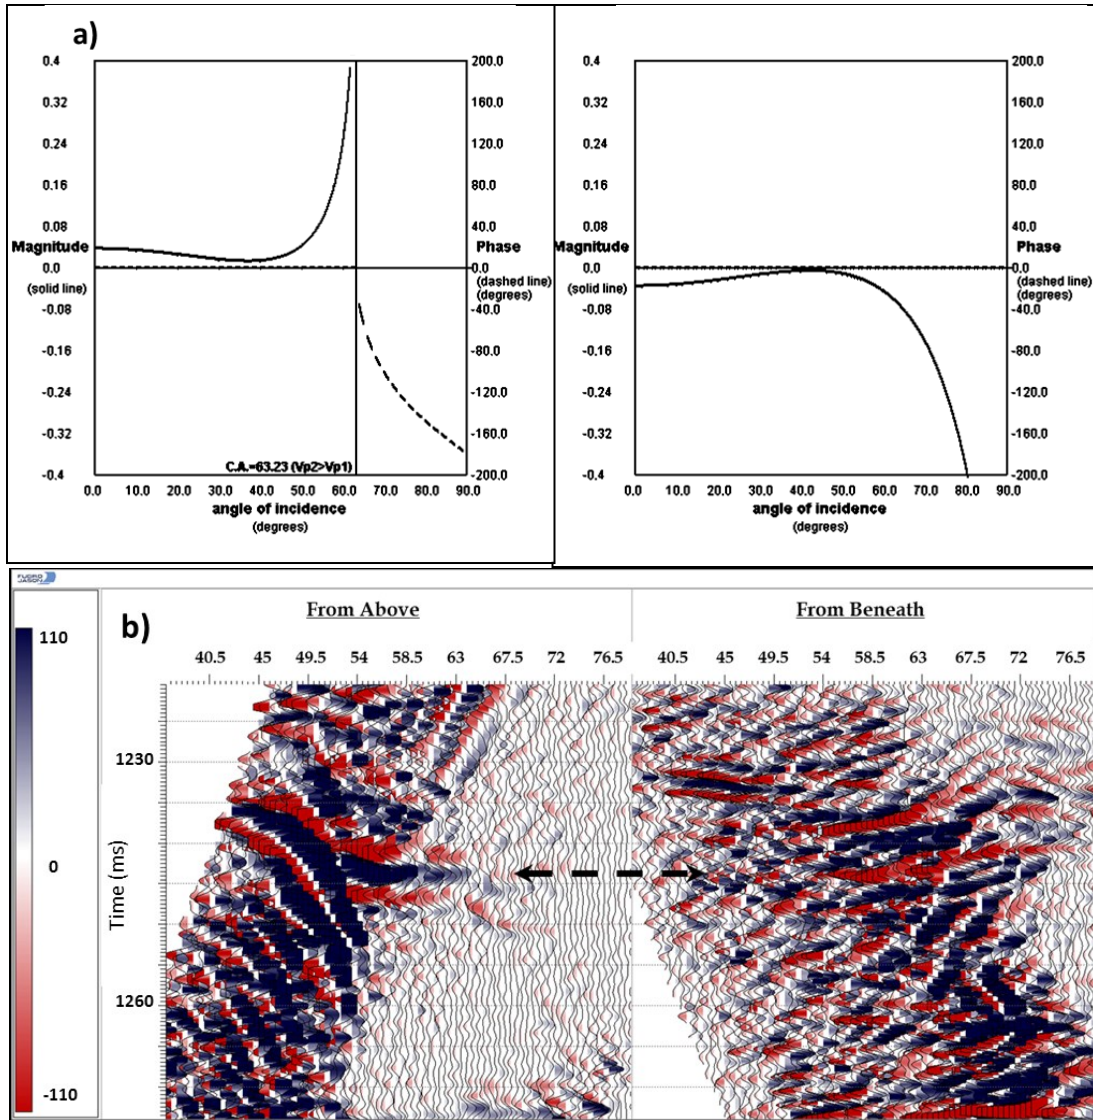 a)
0.4
0.32
0.24
0.16
0.08
Magnitude
0.0
(solid line)
-0.08
-0.16
-0.24
-0.32
-0.4
200.0
160.0
120.0
80.0
40.0
Phase
0.0
(dashed line)
(degrees)
-40.0
-80.0
-120.0
-160.0
-200.0
C.A.=63.23 (Vp2>Vp1)
0.0 10.0 20.0 30.0 40.0 50.0 60.0 70.0 80.0 90.0
angle of incidence
(degrees)
0.4
0.32
0.24
0.16
0.08
Magnitude
0.0
(solid line)
-0.08
-0.16
-0.24
-0.32
-0.4
200.0
160.0
120.0
80.0
40.0
Phase
0.0
(dashed line)
(degrees)
-40.0
-80.0
-120.0
-160.0
-200.0
0.0 10.0 20.0 30.0 40.0 50.0 60.0 70.0 80.0 90.0
angle of incidence
(degrees)
FUGRO
JASON
110
0
-110
b)
From Above
From Beneath
40.5 45 49.5 54 58.5 63 67.5 72 76.5
40.5 45 49.5 54 58.5 63 67.5 72 76.5
1230
Time (ms)
1260